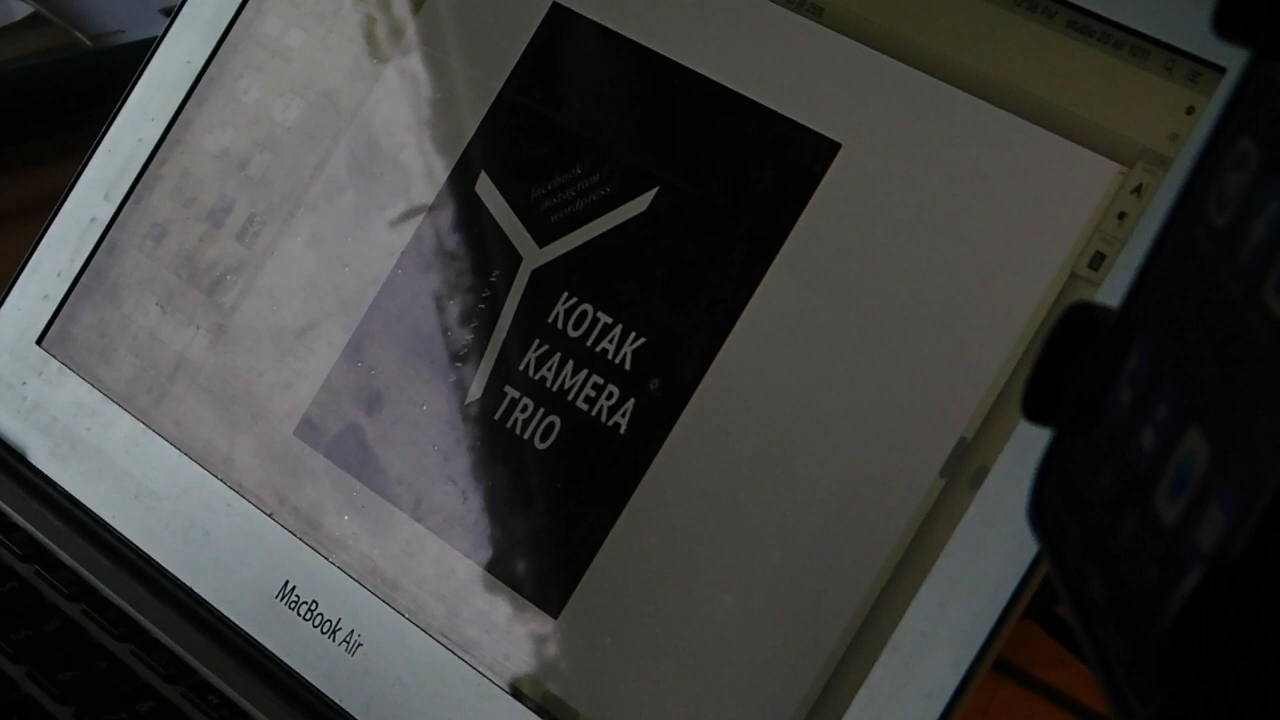 facebook
instagram
wordpress
KOTAK
KAMERA
TRIO
MacBook Air